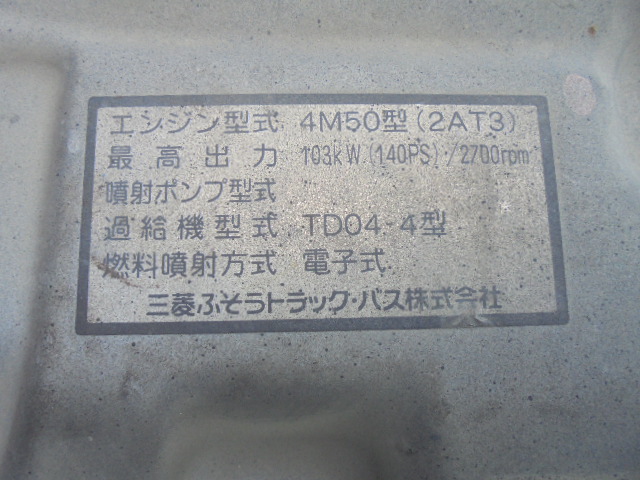 エンジン型式 4M50型(2AT3)
最高出力 103kW(140PS)/2700rpm
噴射ポンプ型式
過給機型式 TD04-4型
燃料噴射方式 電子式
三菱ふそうトラック・バス株式会社